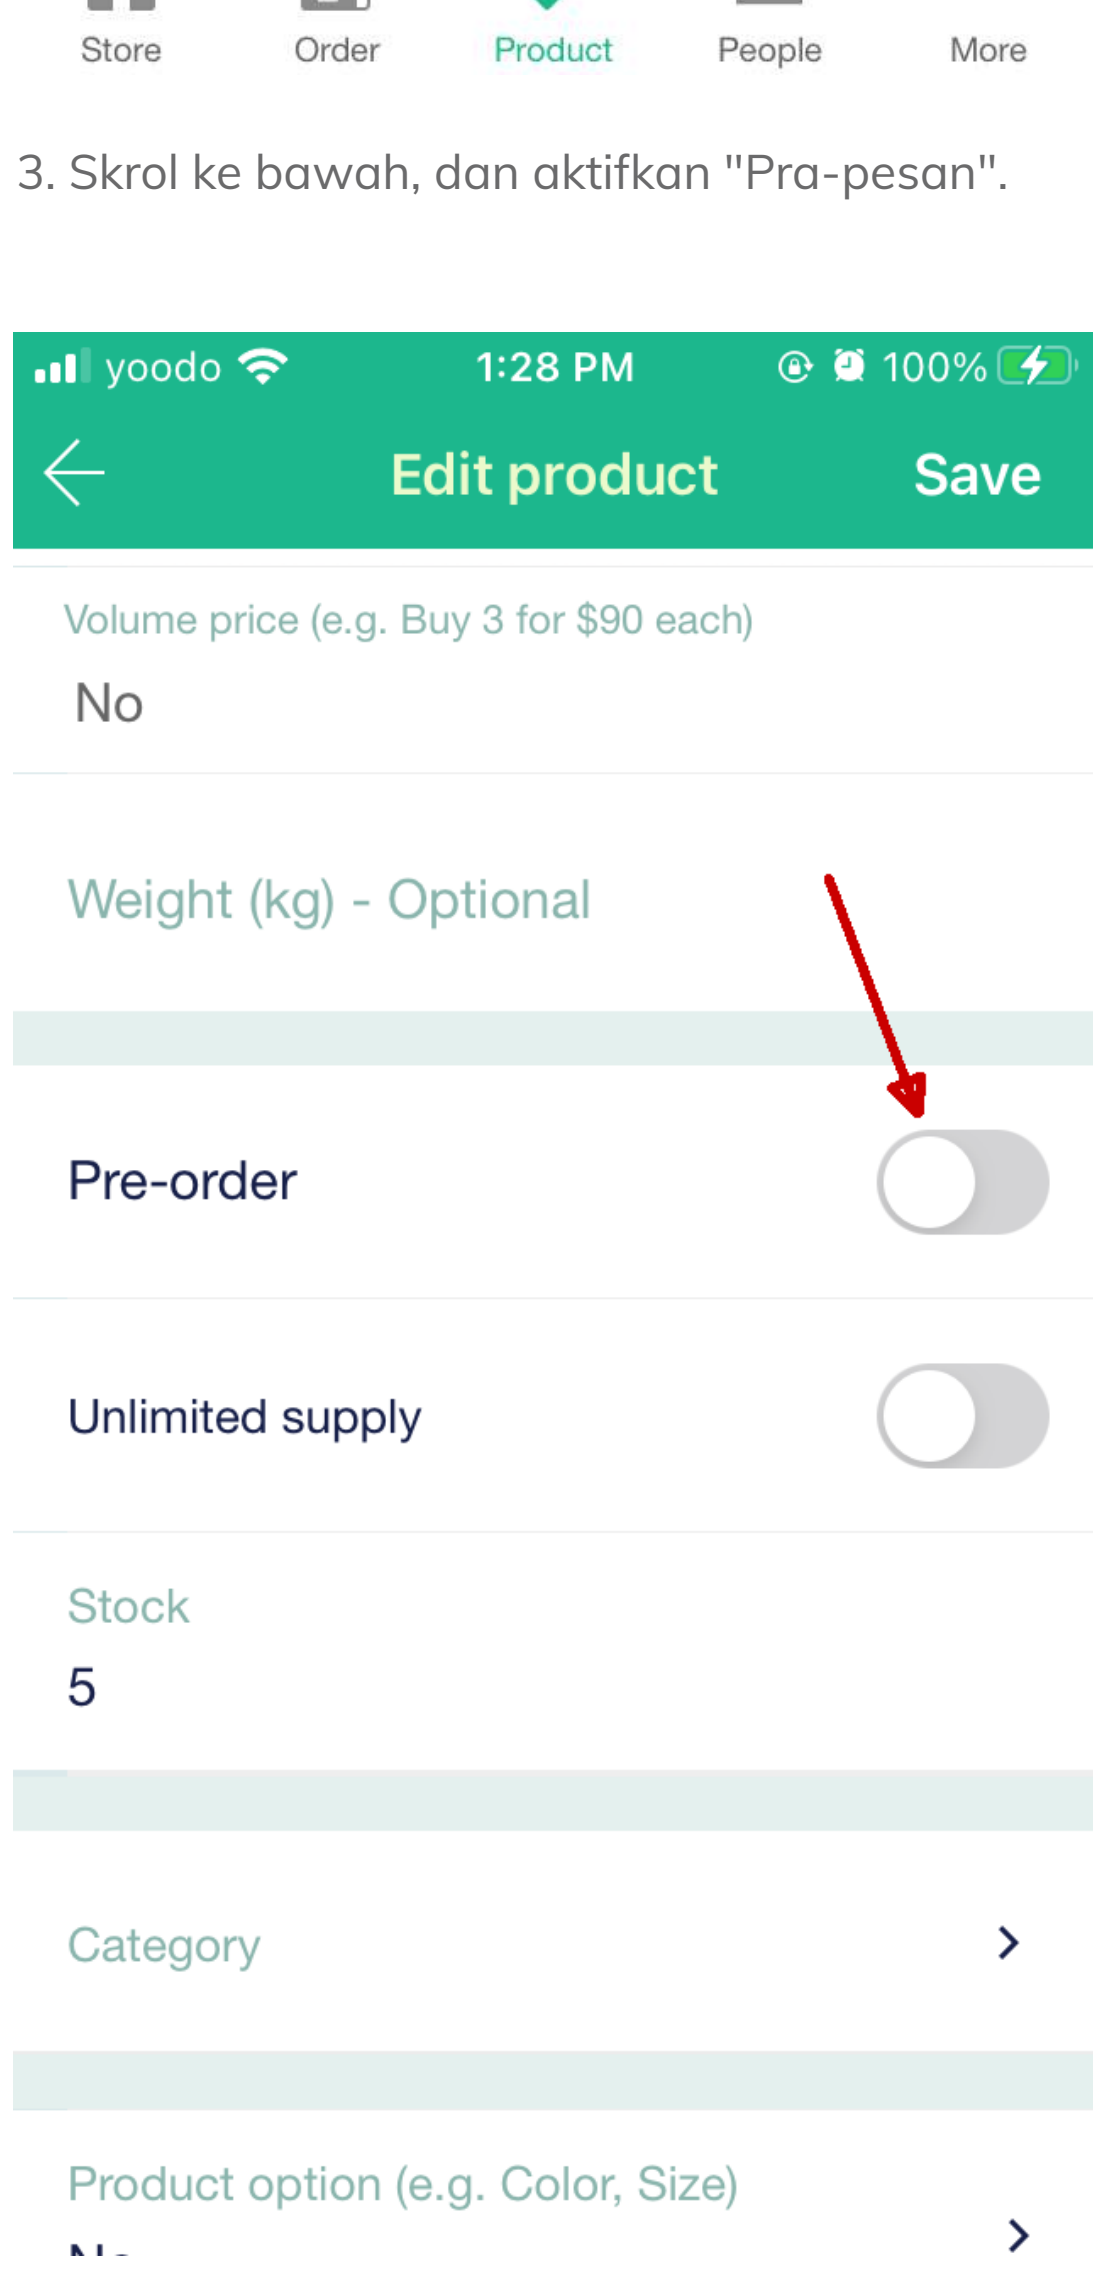 Store Order Product People More
3. Skrol ke bawah, dan aktifkan "Pra-pesan".
yoodo 1:28 PM 100%
Edit product Save
Volume price (e.g. Buy 3 for $90 each)
No
Weight (kg) - Optional
Pre-order
Unlimited supply
Stock
5
Category
Product option (e.g. Color, Size)